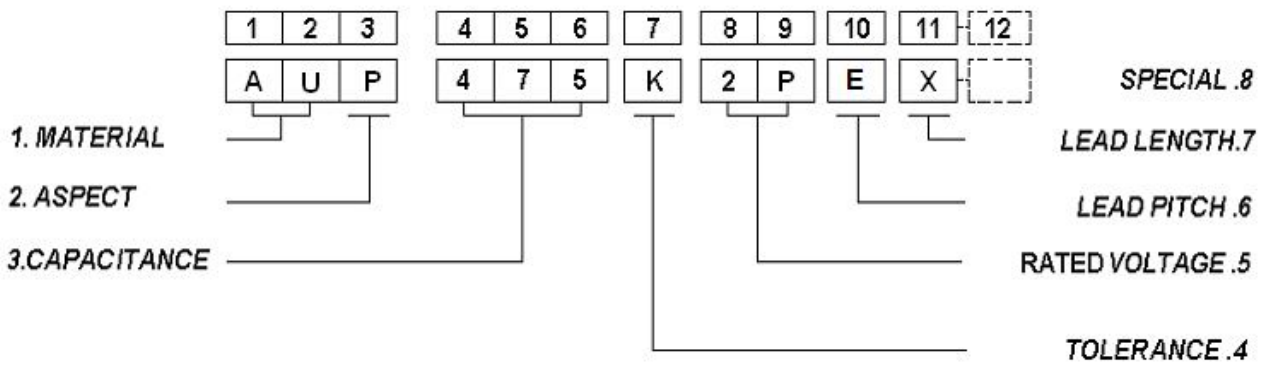 1 2 3 4 5 6 7 8 9 10 11 12
A U P 4 7 5 K 2 P E X
SPECIAL .8
1. MATERIAL
LEAD LENGTH.7
2. ASPECT
LEAD PITCH .6
3.CAPACITANCE
RATED VOLTAGE .5
TOLERANCE .4